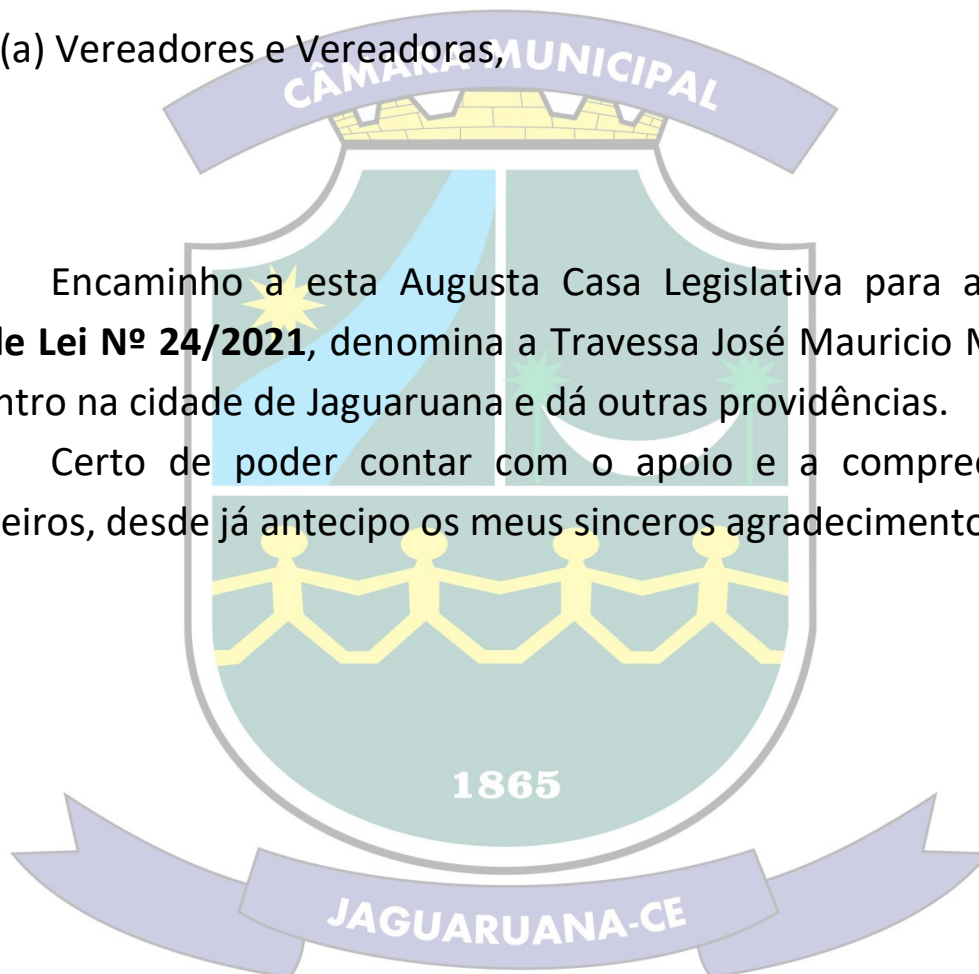 (a) Vereadores e Vereadoras,
CÂMARA MUNICIPAL
Encaminho a esta Augusta Casa Legislativa para a
de Lei Nº 24/2021, denomina a Travessa José Mauricio
ntro na cidade de Jaguaruana e dá outras providências.
Certo de poder contar com o apoio e a compre
eiros, desde já antecipo os meus sinceros agradecimento
1865
JAGUARUANA-CE